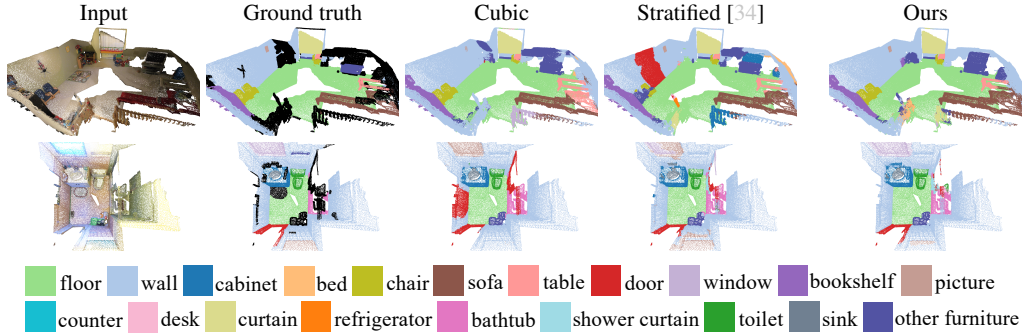 Input Ground truth Cubic Stratified [34] Ours
floor wall cabinet bed chair sofa table door window bookshelf picture
counter desk curtain refrigerator bathtub shower curtain toilet sink other furniture